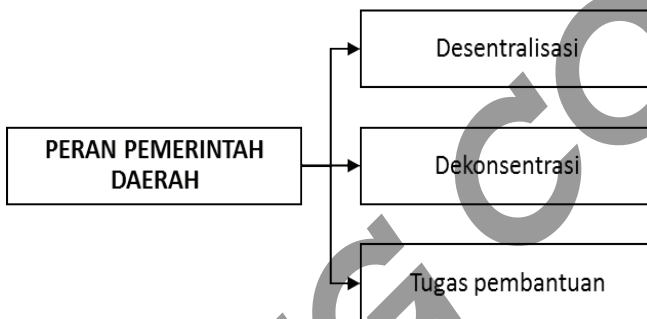 PERAN PEMERINTAH
DAERAH
Desentralisasi
Dekonsentrasi
Tugas pembantuan